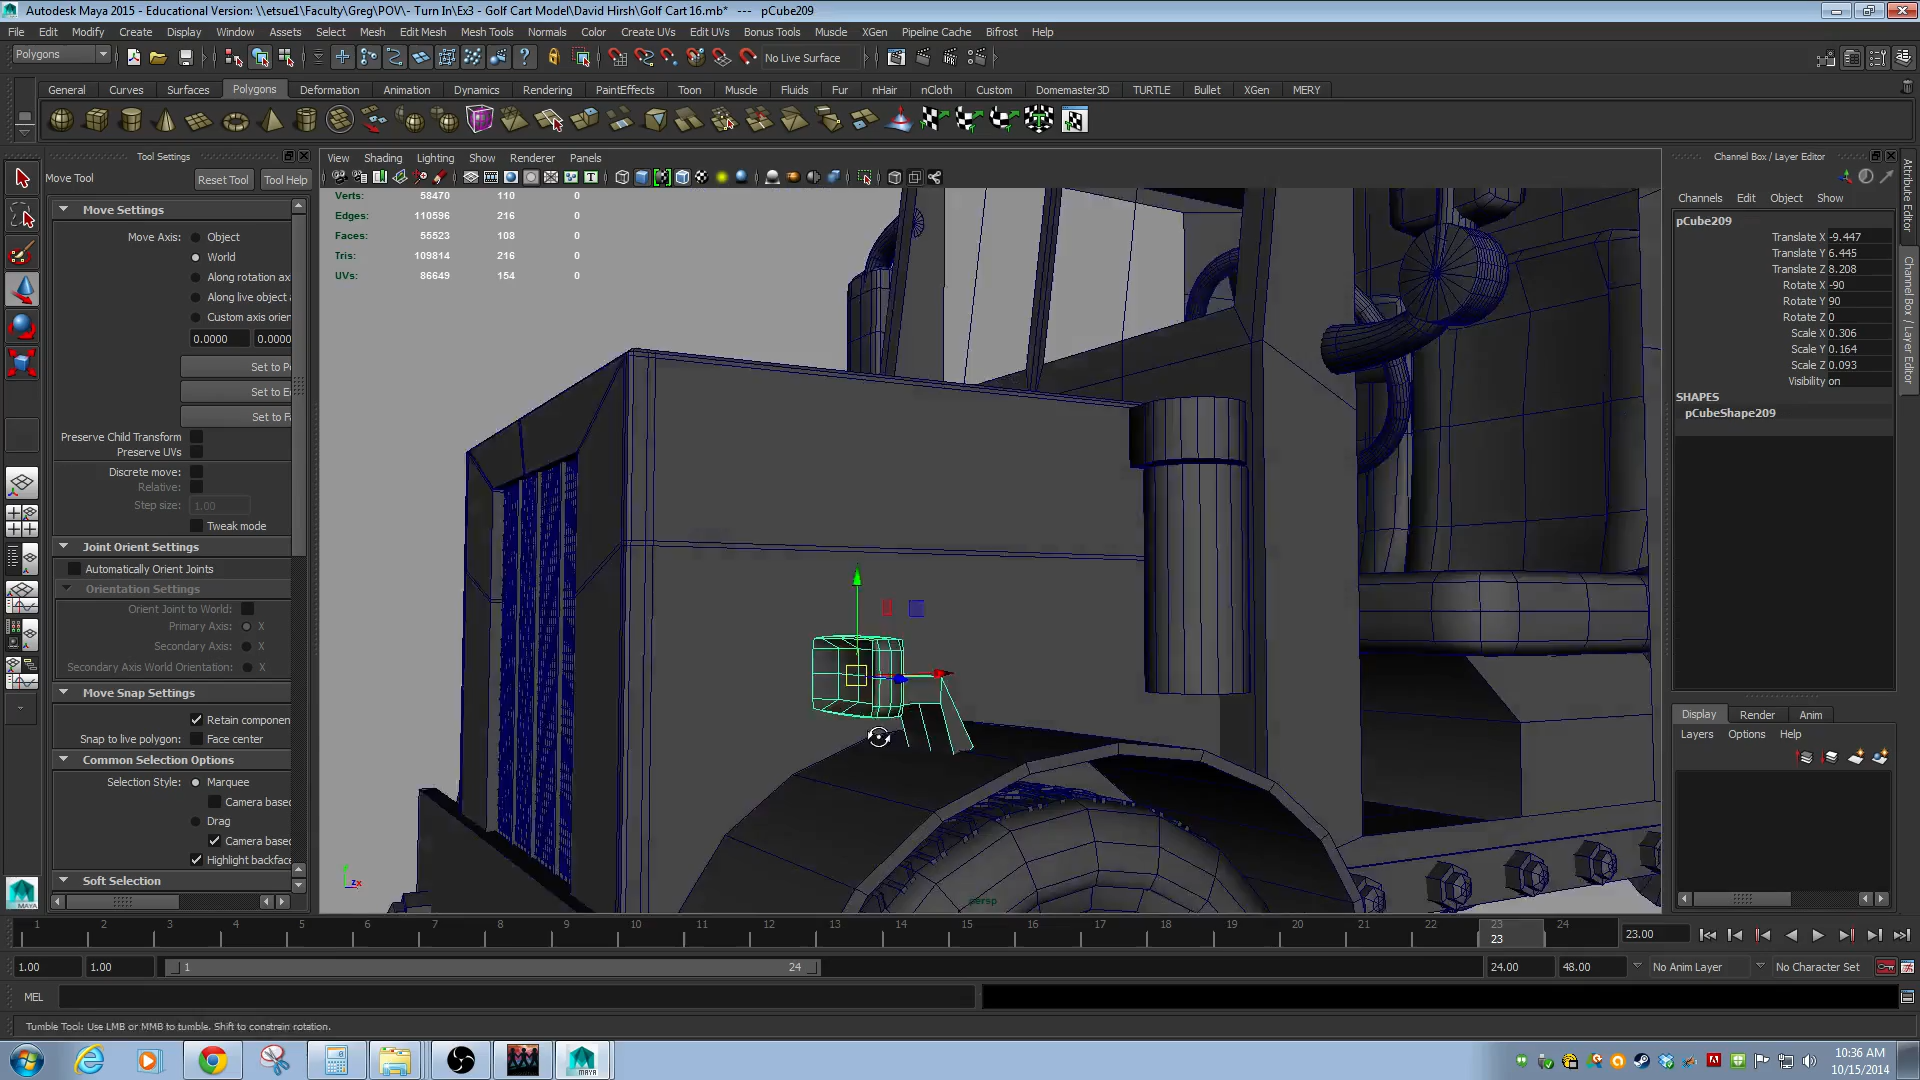 Autodesk Maya 2015 - Educational Version: \\etsue1\Faculty\Greg\POV\- Turn In\Ex3 - Golf Cart Model\David Hirsh\Golf Cart 16.mb* --- pCube209
File Edit Modify Create Display Window Assets Select Mesh Edit Mesh Mesh Tools Normals Color Create UVs Edit UVs Bonus Tools Muscle XGen Pipeline Cache Bifrost Help
Polygons No Live Surface
General Curves Surfaces Polygons Deformation Animation Dynamics Rendering PaintEffects Toon Muscle Fluids Fur nHair nCloth Custom Domemaster3D TURTLE Bullet XGen MERY
Tool Settings
Move Tool Reset Tool Tool Help
Move Settings
Move Axis: Object
World
Along rotation axi
Along live object a
Custom axis orien
0.0000 0.0000
Set to P
Set to E
Set to F
Preserve Child Transform
Preserve UVs
Discrete move:
Relative:
Step size: 1.00
Tweak mode
Joint Orient Settings
Automatically Orient Joints
Orientation Settings
Orient Joint to World:
Primary Axis: X
Secondary Axis: X
Secondary Axis World Orientation: X
Move Snap Settings
Retain componen
Snap to live polygon: Face center
Common Selection Options
Selection Style: Marquee
Camera based
Drag
Camera based
Highlight backface
Soft Selection
View Shading Lighting Show Renderer Panels
Verts: 58470 110 0
Edges: 110596 216 0
Faces: 55523 108 0
Tris: 109814 216 0
UVs: 86649 154 0
persp
Channel Box / Layer Editor
Channels Edit Object Show
pCube209
Translate X -9.447
Translate Y 6.445
Translate Z 8.208
Rotate X -90
Rotate Y 90
Rotate Z 0
Scale X 0.306
Scale Y 0.164
Scale Z 0.093
Visibility on
SHAPES
pCubeShape209
Attribute Editor
Channel Box / Layer Editor
Display Render Anim
Layers Options Help
1 2 3 4 5 6 7 8 9 10 11 12 13 14 15 16 17 18 19 20 21 22 23 24
23
23.00
1.00 1.00 1 24 24.00 48.00 No Anim Layer No Character Set
MEL
Tumble Tool: Use LMB or MMB to tumble. Shift to constrain rotation.
10:36 AM
10/15/2014